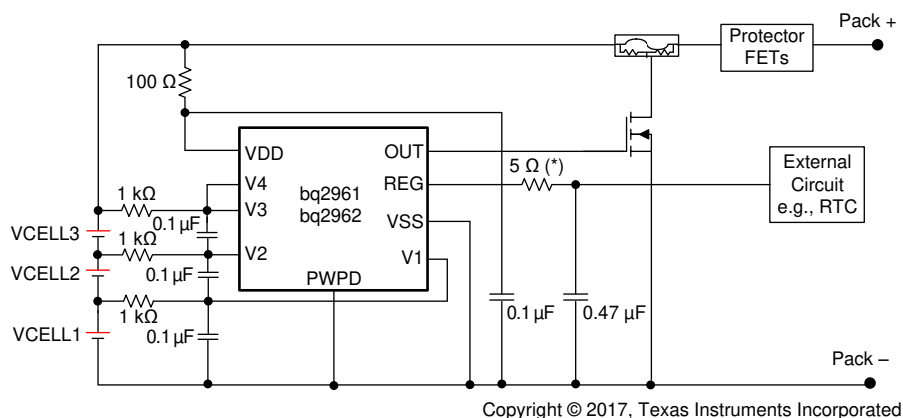 Pack +
Protector
FETs
100 Ω
VDD
OUT
5 Ω (*)
External
Circuit
e.g., RTC
1 kΩ
V4
bq2961
REG
V3
bq2962
0.1 µF
VCELL3
1 kΩ
VSS
V2
V1
VCELL2
0.1 µF
PWPD
1 kΩ
0.1 µF
0.47 µF
VCELL1
0.1 µF
Pack –
Copyright © 2017, Texas Instruments Incorporated